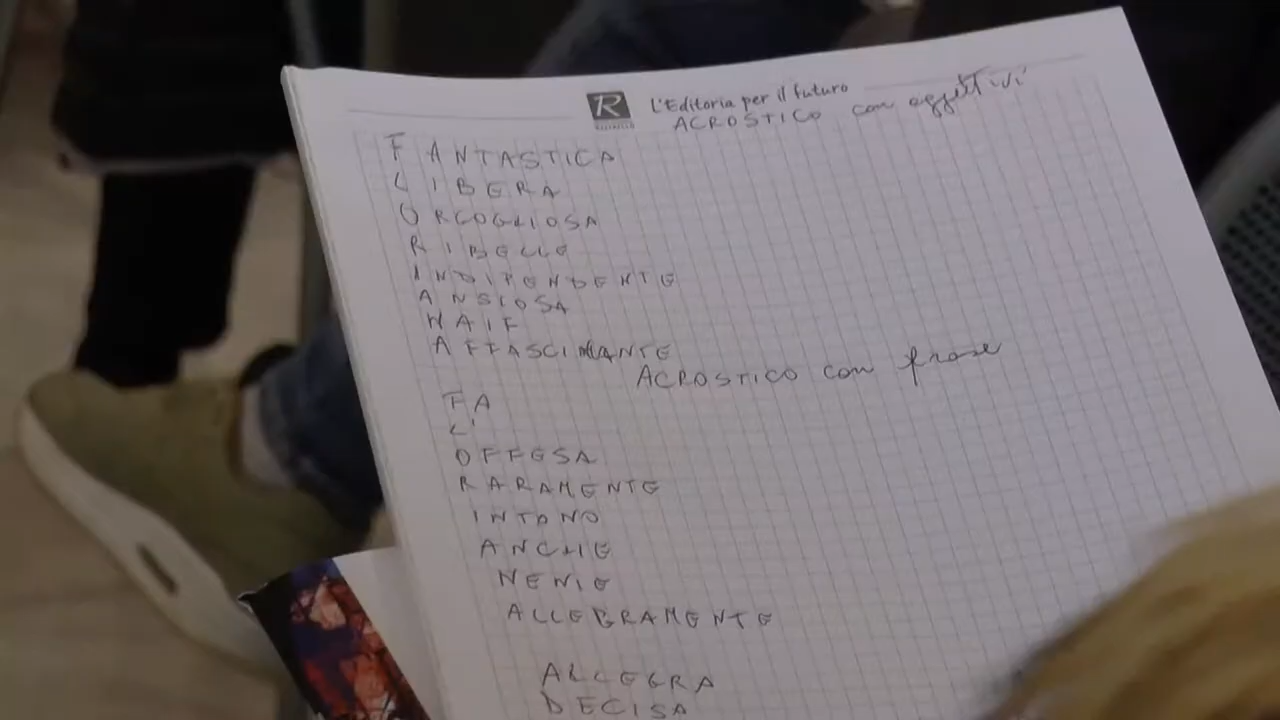 R L'Editoria per il futuro
ACROSTICO con aggettivi
FANTASTICA
LIBERA
ORGOGLIOSA
RIBELLE
INDIPENDENTE
ANSIOSA
NAIF
AFFASCINANTE
ACROSTICO con frase
FA
L'
OFFESA
RARAMENTE
INTONO
ANCHE
NENIE
ALLEGRAMENTE
ALLEGRA
DECISA